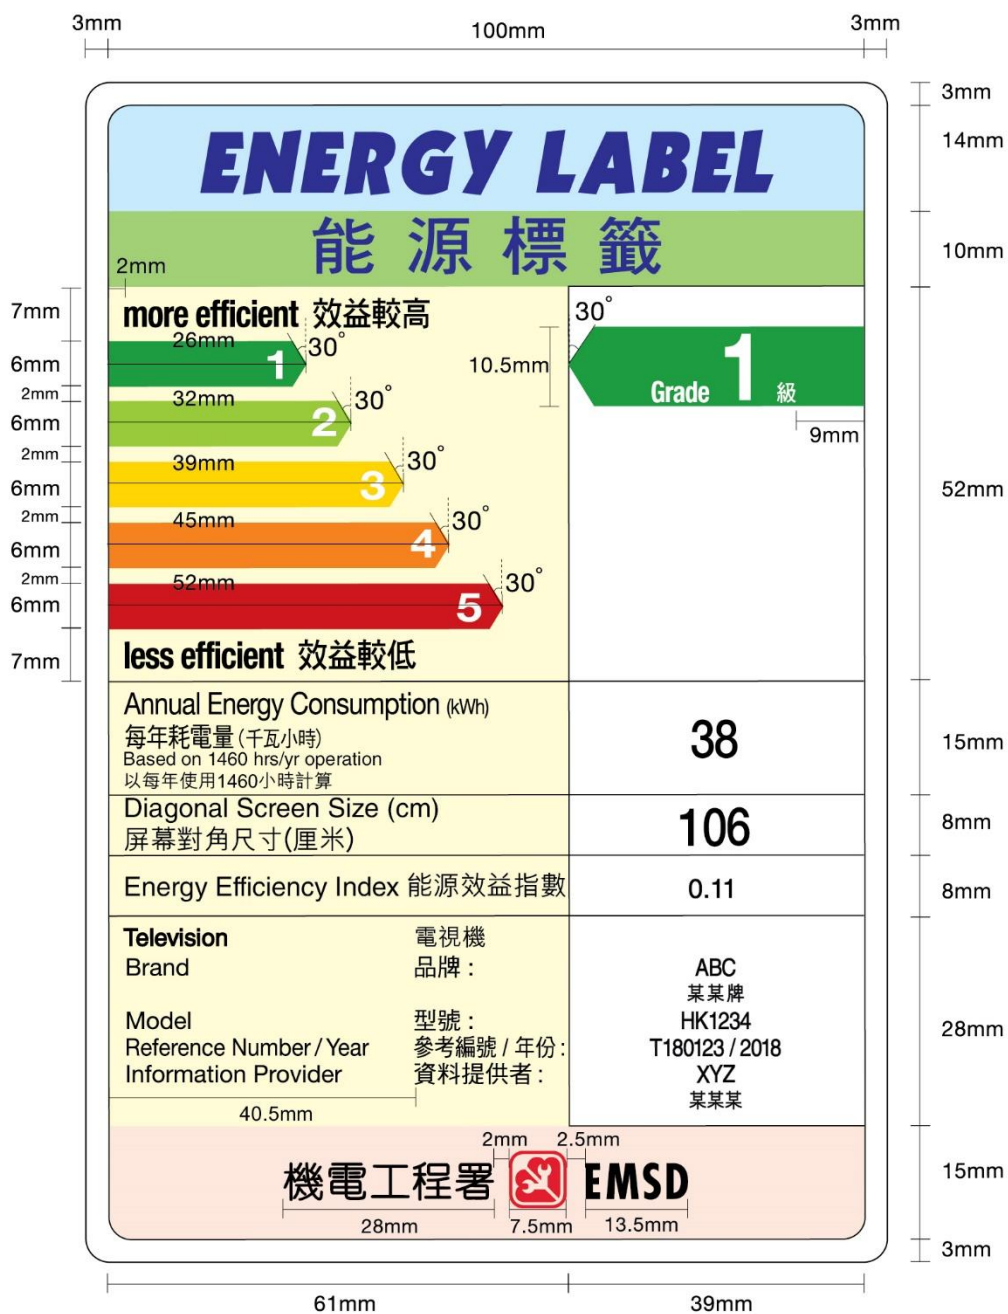 3mm 100mm 3mm
3mm
ENERGY LABEL
14mm
能源標籤
10mm
2mm
7mm
more efficient 效益較高
30°
26mm 1 30°
6mm
10.5mm
Grade 1 級
9mm
2mm
32mm 2 30°
6mm
2mm
39mm 3 30°
6mm
52mm
2mm
45mm 4 30°
6mm
2mm
52mm 5 30°
6mm
less efficient 效益較低
7mm
Annual Energy Consumption (kWh)
每年耗電量(千瓦小時)
Based on 1460 hrs/yr operation
以每年使用1460小時計算
38
15mm
Diagonal Screen Size (cm)
屏幕對角尺寸(厘米)
106
8mm
Energy Efficiency Index 能源效益指數 0.11
8mm
Television 電視機
Brand 品牌 : ABC
某某牌
Model 型號 : HK1234
Reference Number / Year 參考編號 / 年份 : T180123 / 2018
Information Provider 資料提供者 : XYZ
某某某
28mm
40.5mm
2mm 2.5mm
機電工程署 EMSD
15mm
28mm 7.5mm 13.5mm
3mm
61mm 39mm